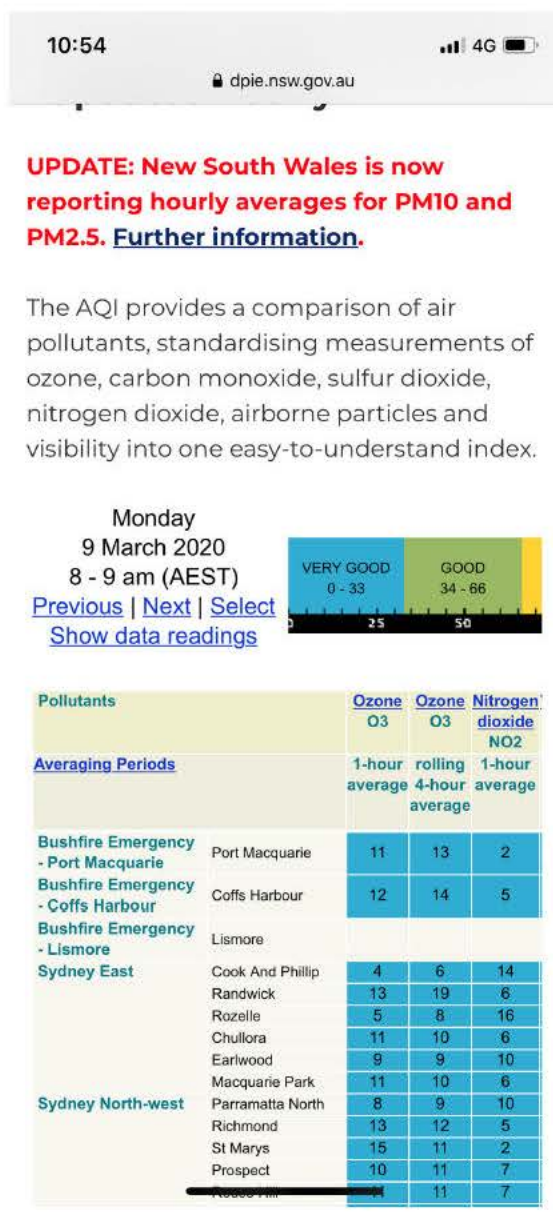 10:54
4G
dpie.nsw.gov.au
UPDATE: New South Wales is now
reporting hourly averages for PM10 and
PM2.5. Further information.
The AQI provides a comparison of air
pollutants, standardising measurements of
ozone, carbon monoxide, sulfur dioxide,
nitrogen dioxide, airborne particles and
visibility into one easy-to-understand index.
Monday
9 March 2020
8 - 9 am (AEST)
Previous | Next | Select
Show data readings
VERY GOOD GOOD
0 - 33 34 - 66
25 50
Pollutants Ozone Ozone Nitrogen
O3 O3 dioxide
NO2
Averaging Periods 1-hour rolling 1-hour
average 4-hour average
average
Bushfire Emergency
- Port Macquarie Port Macquarie 11 13 2
Bushfire Emergency
- Coffs Harbour Coffs Harbour 12 14 5
Bushfire Emergency
- Lismore Lismore
Sydney East Cook And Phillip 4 6 14
Randwick 13 19 6
Rozelle 5 8 16
Chullora 11 10 6
Earlwood 9 9 10
Macquarie Park 11 10 6
Sydney North-west Parramatta North 8 9 10
Richmond 13 12 5
St Marys 15 11 2
Prospect 10 11 7
11 7